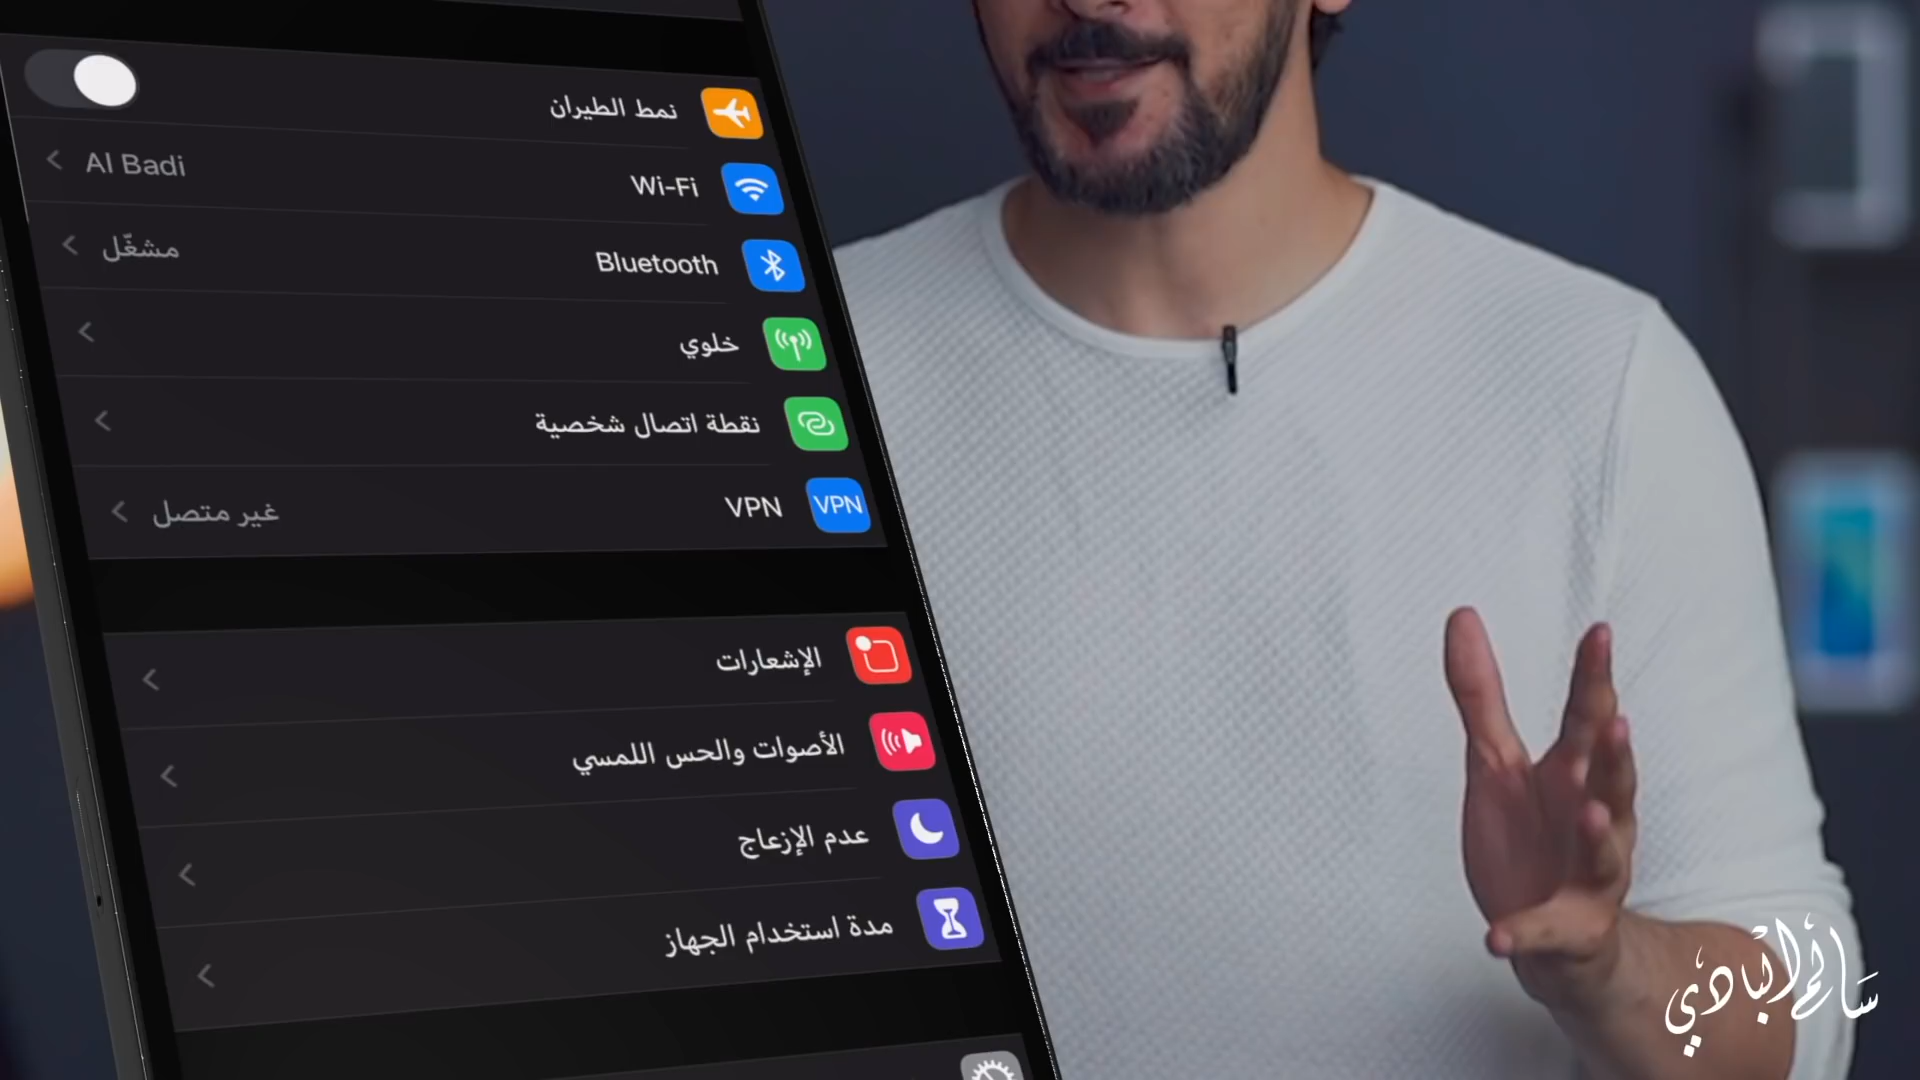 نمط الطيران
Wi-Fi
Al Badi
Bluetooth
مشغّل
خلوي
نقطة اتصال شخصية
VPN
VPN
غير متصل
الإشعارات
الأصوات والحس اللمسي
عدم الإزعاج
مدة استخدام الجهاز
سالم البادي